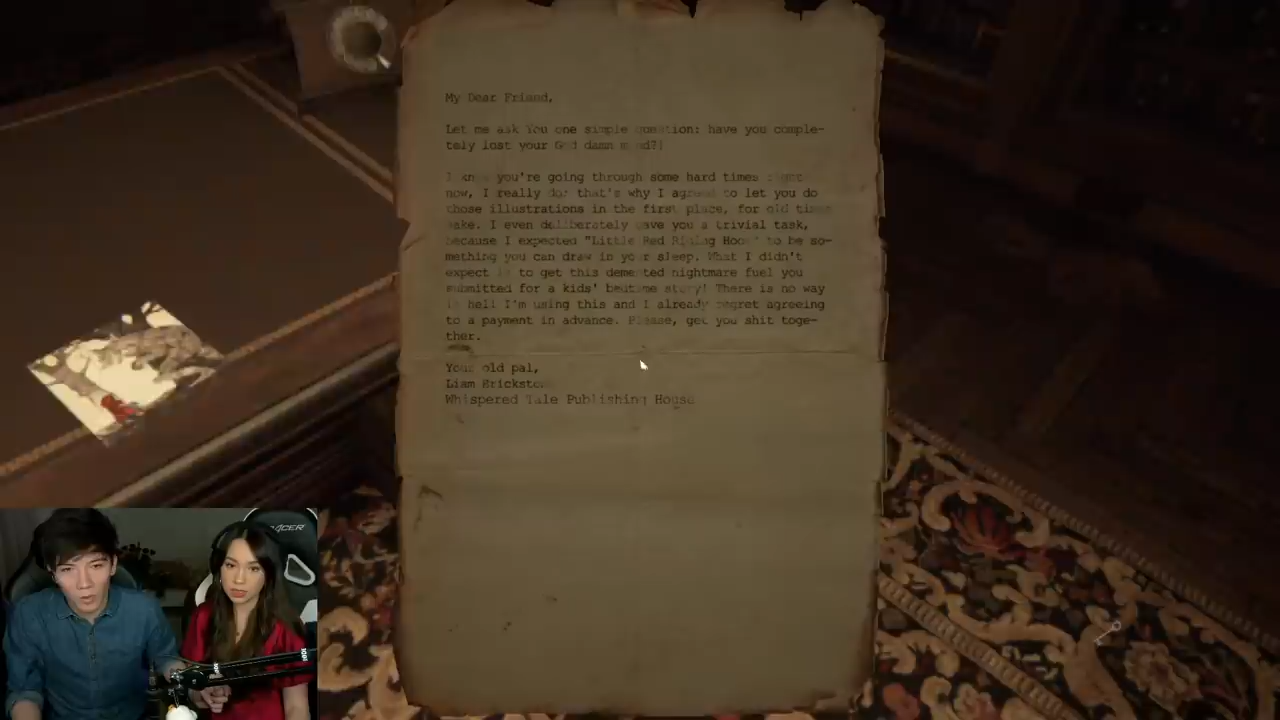 My Dear Friend,
Let me ask You one simple question: have you comple-
tely lost your God damn mind?!
I know you're going through some hard times right
now, I really do: that's why I agreed to let you do
those illustrations in the first place, for old times
sake. I even deliberately gave you a trivial task,
because I expected "Little Red Riding Hood" to be so-
mething you can draw in your sleep. What I didn't
expect is to get this demented nightmare fuel you
submitted for a kids' bedtime story! There is no way
in hell I'm using this and I already regret agreeing
to a payment in advance. Please, get you shit toge-
ther.
Your old pal,
Liam
Whispered Tale Publishing House